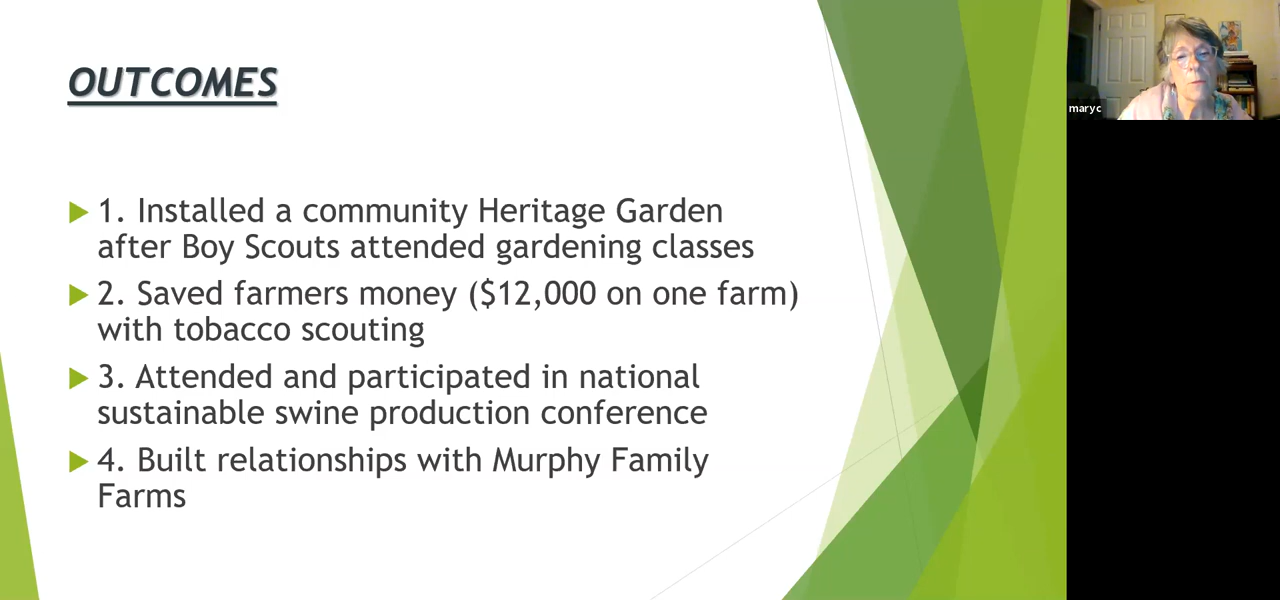 OUTCOMES
1. Installed a community Heritage Garden
after Boy Scouts attended gardening classes
2. Saved farmers money ($12,000 on one farm)
with tobacco scouting
3. Attended and participated in national
sustainable swine production conference
4. Built relationships with Murphy Family
Farms
maryc